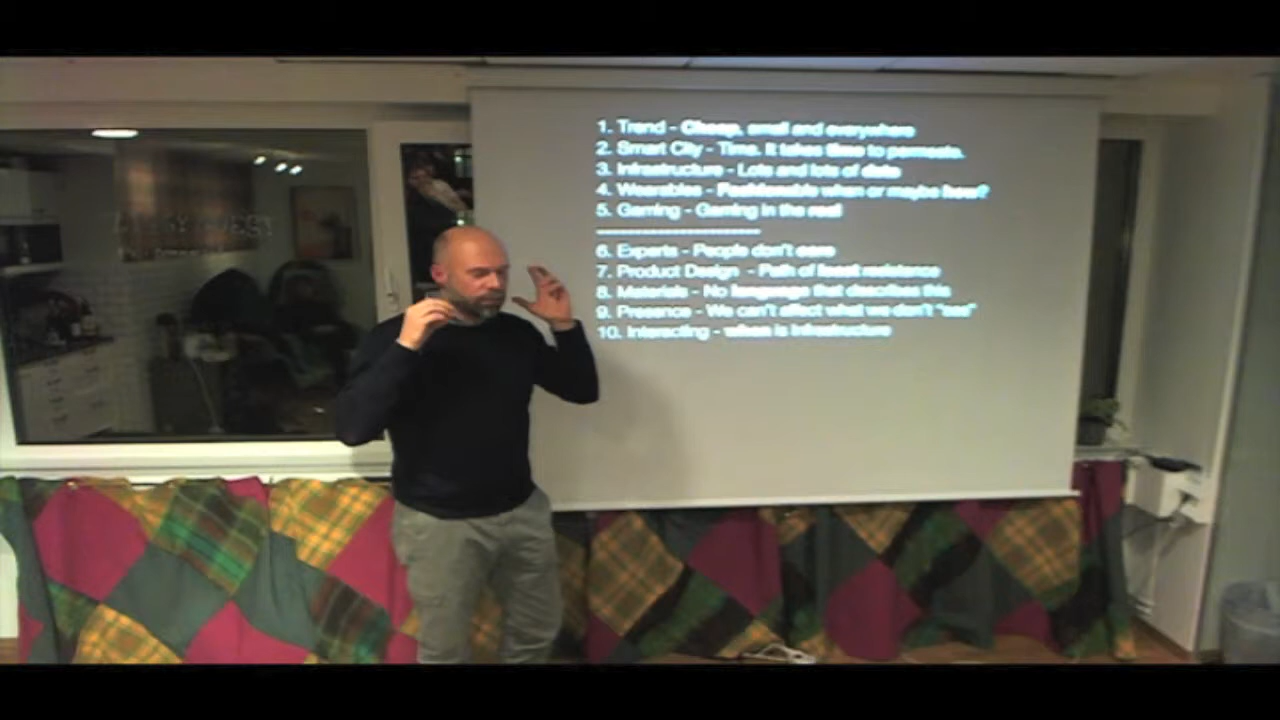 1. Trend - Cheap, small and everywhere
2. Smart City - Time. It takes time to permeate.
3. Infrastructure - Lots and lots of data
4. Wearables - Fashionable when or maybe how?
5. Gaming - Gaming in the real
--------------------------------
6. Experts - People don't care
7. Product Design - Path of least resistence
8. Materials - No language that describes this
9. Presence - We can't affect what we don't "see"
10. Interacting - when is infrastructure